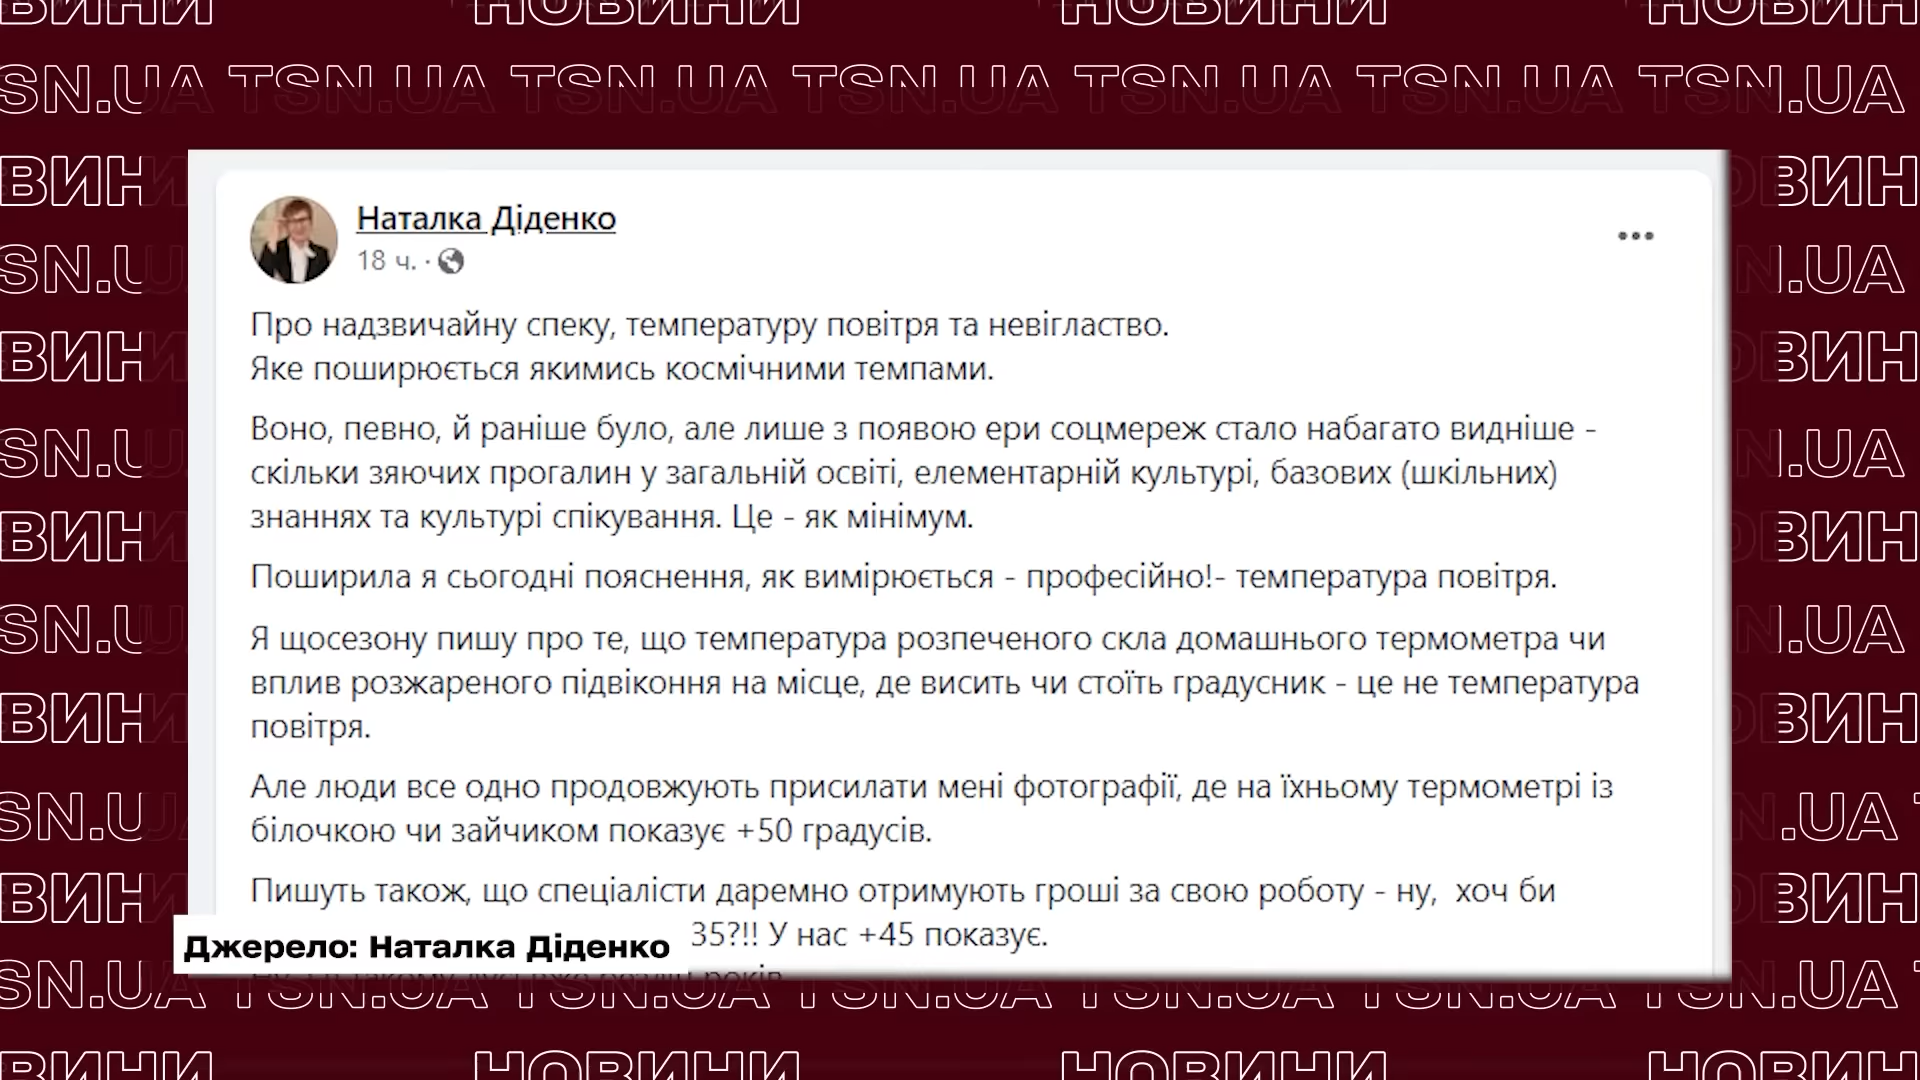 НОВИНИ НОВИНИ НОВИНИ НОВИНИ
TSN.UA TSN.UA TSN.UA TSN.UA TSN.UA TSN.UA TSN.UA
Наталка Діденко
18 ч. ·
Про надзвичайну спеку, температуру повітря та невігластво.
Яке поширюється якимись космічними темпами.
Воно, певно, й раніше було, але лише з появою ери соцмереж стало набагато видніше -
скільки зяючих прогалин у загальній освіті, елементарній культурі, базових (шкільних)
знаннях та культурі спікування. Це - як мінімум.
Поширила я сьогодні пояснення, як вимірюється - професійно!- температура повітря.
Я щосезону пишу про те, що температура розпеченого скла домашнього термометра чи
вплив розжареного підвіконня на місце, де висить чи стоїть градусник - це не температура
повітря.
Але люди все одно продовжують присилати мені фотографії, де на їхньому термометрі із
білочкою чи зайчиком показує +50 градусів.
Пишуть також, що спеціалісти даремно отримують гроші за свою роботу - ну, хоч би
35?!! У нас +45 показує.
Джерело: Наталка Діденко
років
TSN.UA TSN.UA TSN.UA TSN.UA TSN.UA TSN.UA TSN.UA
НОВИНИ НОВИНИ НОВИНИ НОВИНИ